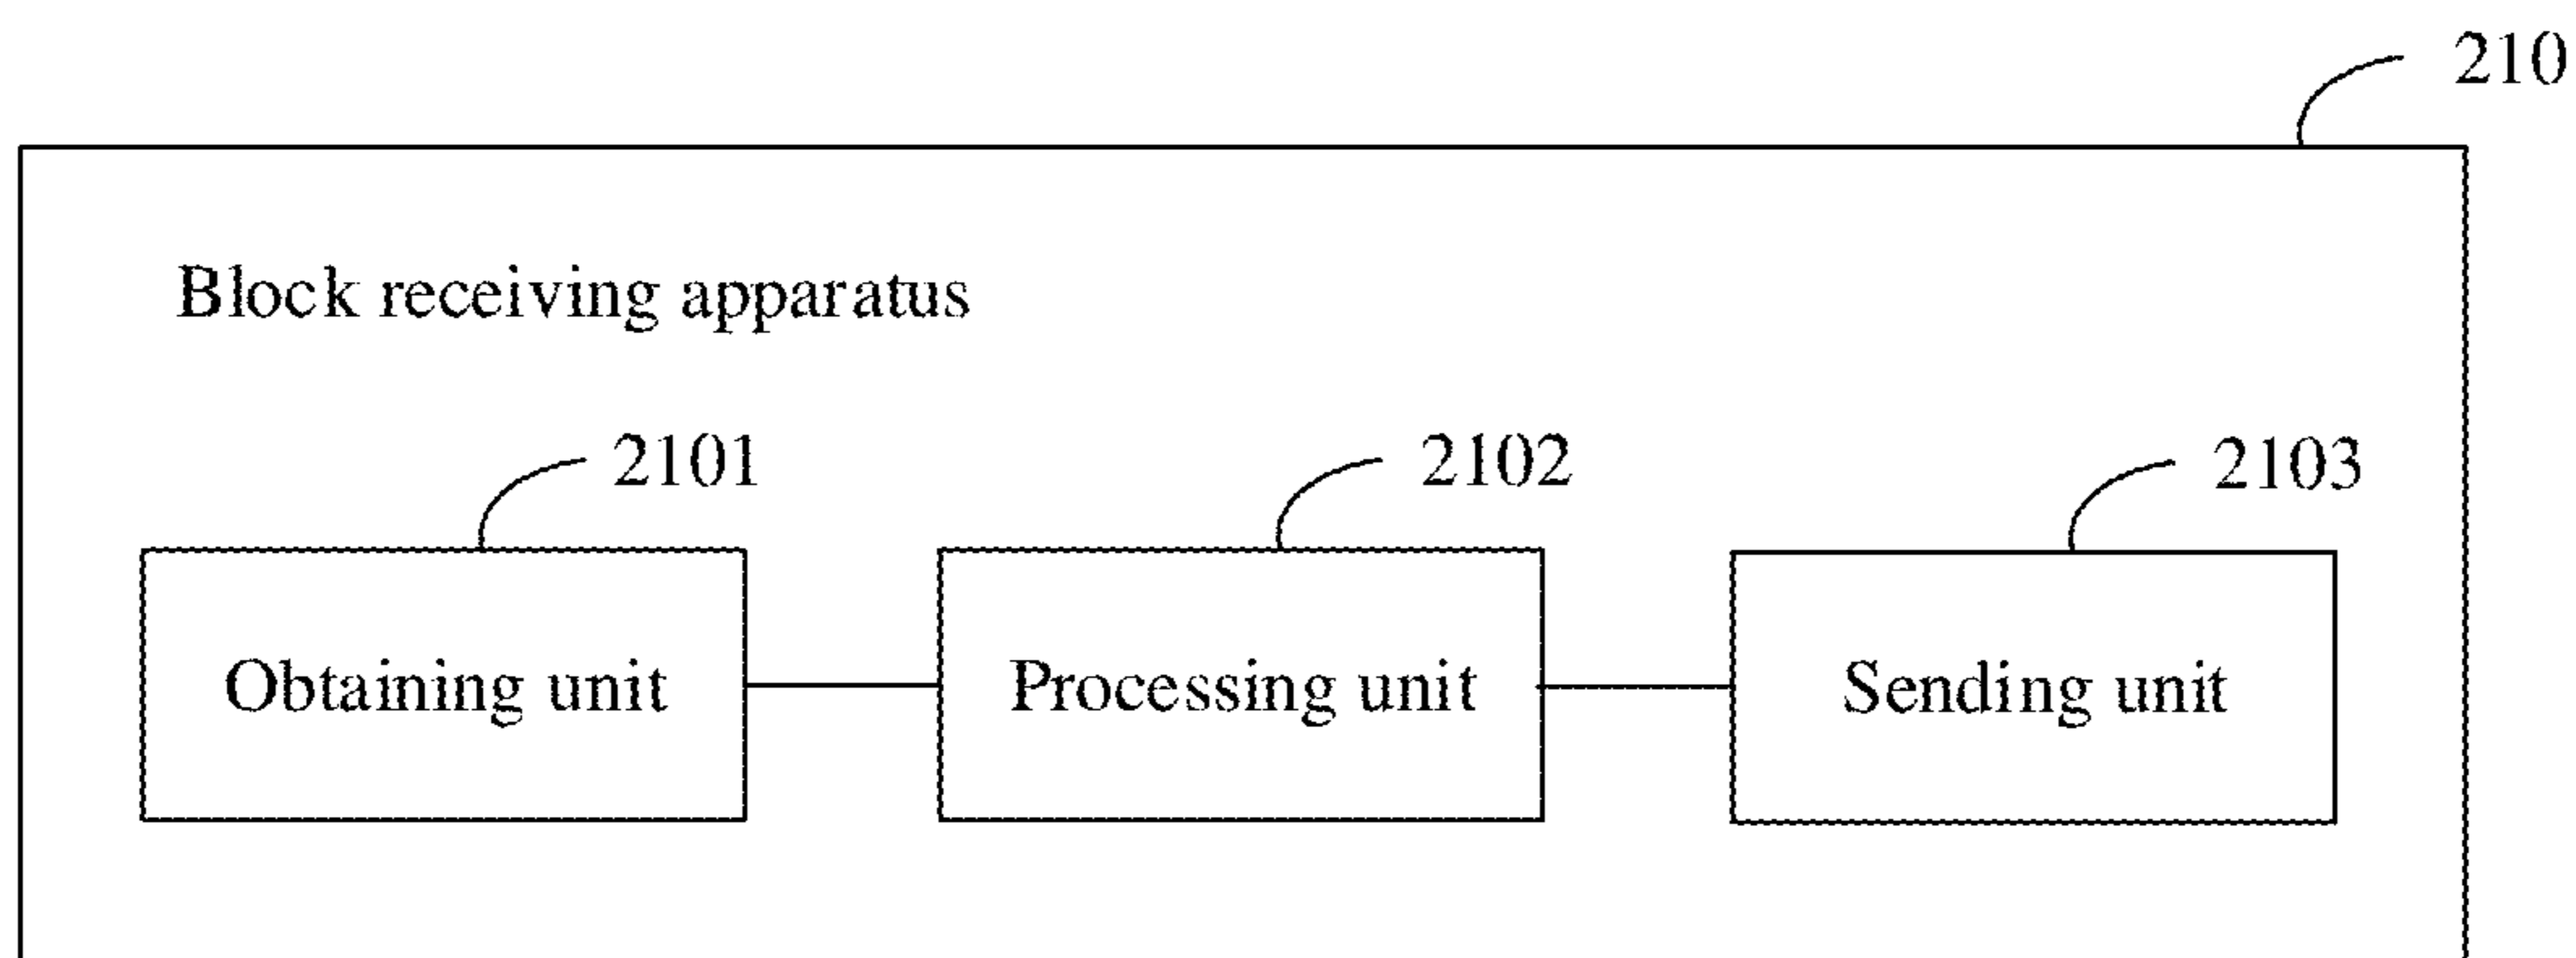 210
Block receiving apparatus
2101
2102
2103
Obtaining unit
Processing unit
Sending unit